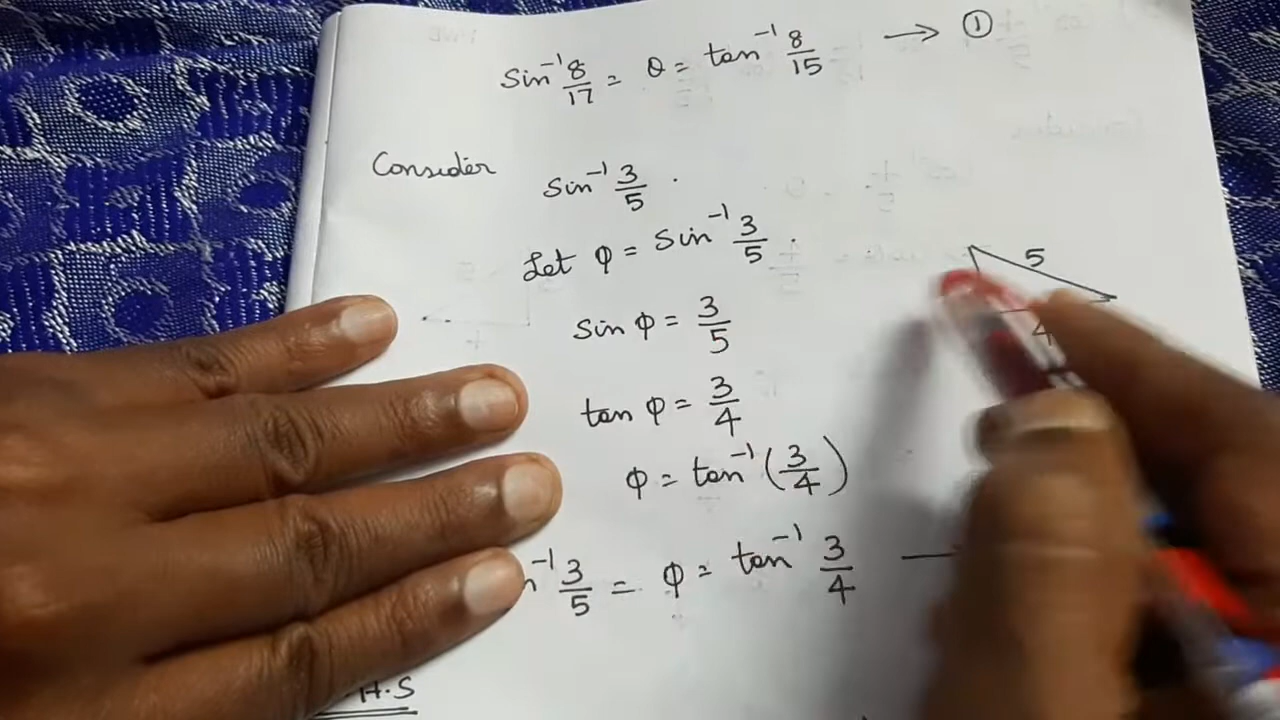 sin⁻¹ 8/17 = θ = tan⁻¹ 8/15 → ①
Consider sin⁻¹ 3/5 .
Let φ = sin⁻¹ 3/5 .
5
sin φ = 3/5
4
tan φ = 3/4
φ = tan⁻¹ (3/4)
n⁻¹ 3/5 = φ = tan⁻¹ 3/4
H.S